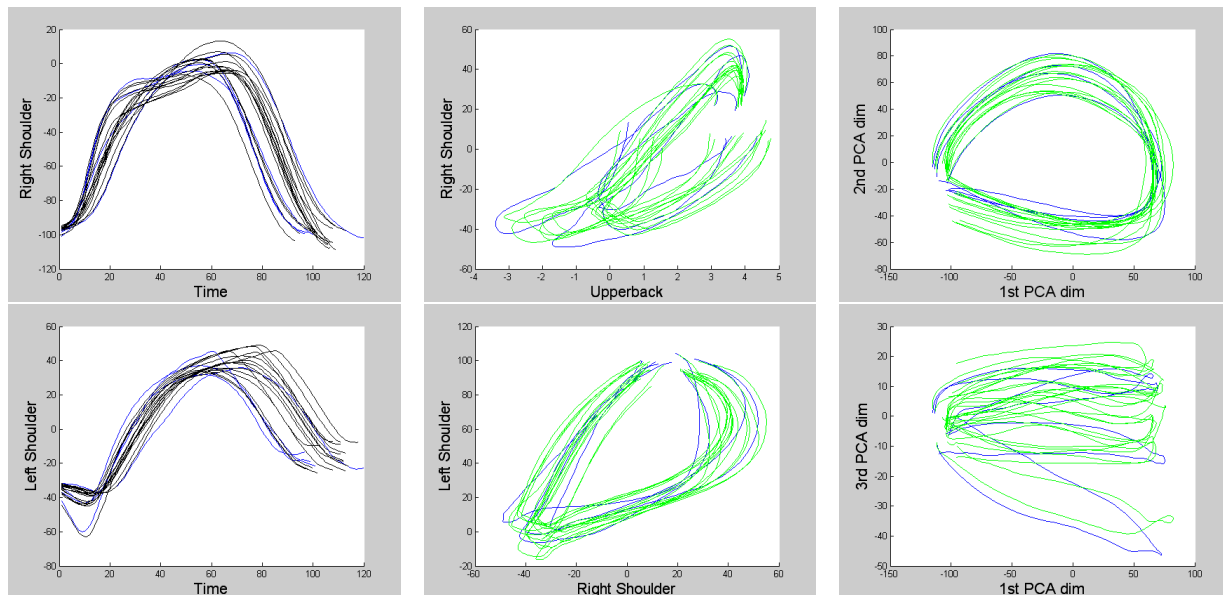 20
0
-20
-40
-60
-80
-100
-120
0 20 40 60 80 100 120
Right Shoulder
Time
60
40
20
0
-20
-40
-60
-4 -3 -2 -1 0 1 2 3 4 5
Right Shoulder
Upperback
100
80
60
40
20
0
-20
-40
-60
-80
-150 -100 -50 0 50 100
2nd PCA dim
1st PCA dim
60
40
20
0
-20
-40
-60
-80
0 20 40 60 80 100 120
Left Shoulder
Time
120
100
80
60
40
20
0
-20
-60 -40 -20 0 20 40 60
Left Shoulder
Right Shoulder
30
20
10
0
-10
-20
-30
-40
-50
-150 -100 -50 0 50 100
3rd PCA dim
1st PCA dim